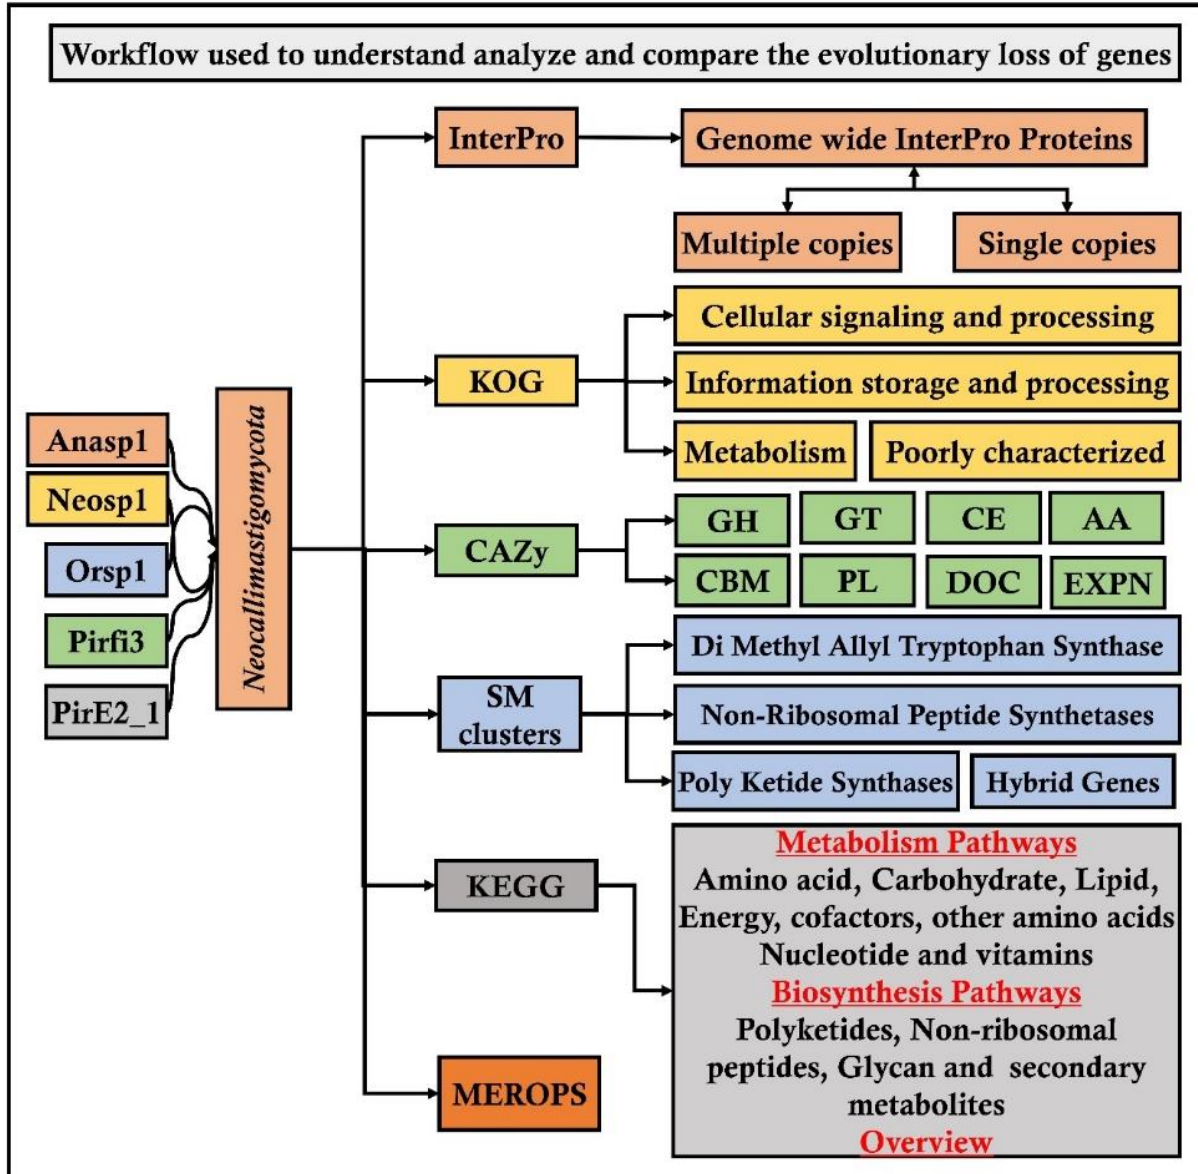 Workflow used to understand analyze and compare the evolutionary loss of genes
Anasp1
Neosp1
Orsp1
Pirfi3
PirE2_1
Neocallimastigomycota
InterPro
Genome wide InterPro Proteins
Multiple copies
Single copies
KOG
Cellular signaling and processing
Information storage and processing
Metabolism
Poorly characterized
CAZy
GH
GT
CE
AA
CBM
PL
DOC
EXPN
SM
clusters
Di Methyl Allyl Tryptophan Synthase
Non-Ribosomal Peptide Synthetases
Poly Ketide Synthases
Hybrid Genes
KEGG
Metabolism Pathways
Amino acid, Carbohydrate, Lipid,
Energy, cofactors, other amino acids
Nucleotide and vitamins
Biosynthesis Pathways
Polyketides, Non-ribosomal
peptides, Glycan and secondary
metabolites
Overview
MEROPS